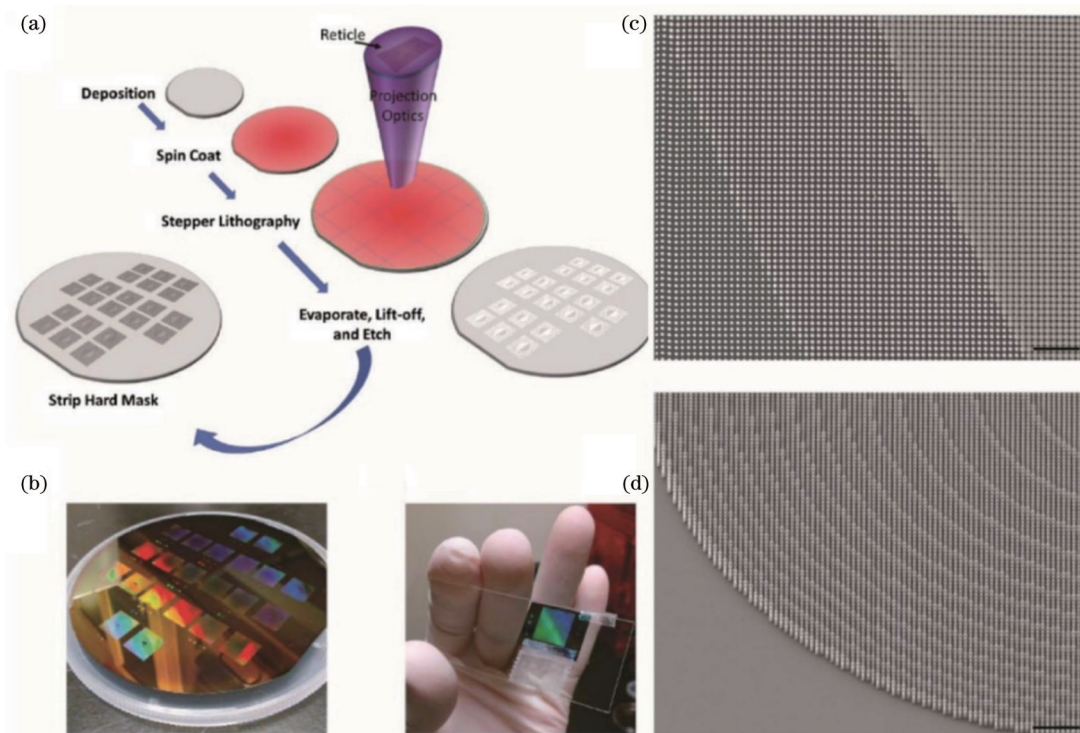 (a)
Reticle
Projection
Optics
Deposition
Spin Coat
Stepper Lithography
Evaporate, Lift-off,
and Etch
Strip Hard Mask
(b)
(c)
(d)